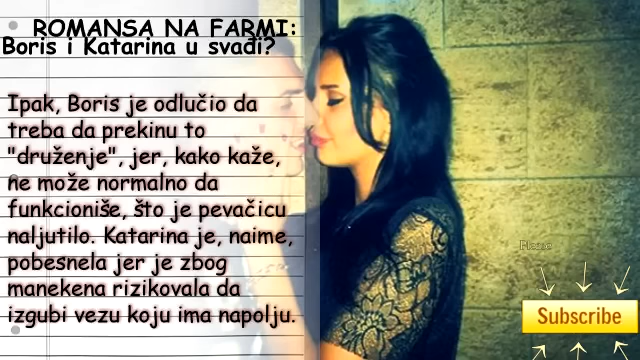 ROMANSA NA FARMI:
Boris i Katarina u svađi?
Ipak, Boris je odlučio da
treba da prekinu to
"druženje", jer, kako kaže,
ne može normalno da
funkcioniše, što je pevačicu
naljutilo. Katarina je, naime,
pobesnela jer je zbog
manekena rizikovala da
izgubi vezu koju ima napolju.
Please
Subscribe